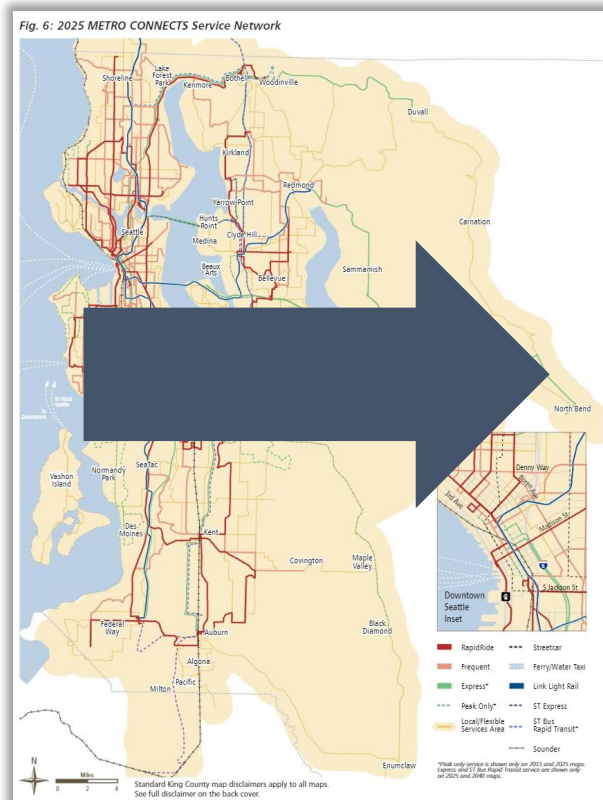 Fig. 6: 2025 METRO CONNECTS Service Network
Shoreline
Lake
Forest
Park
Kenmore
Bothell
Woodinville
Duvall
Kirkland
Redmond
Yarrow Point
Carnation
Hunts
Point
Seattle
Clyde Hill
Medina
Sammamish
Beaux
Arts
Bellevue
North Bend
Vashon
Island
Normandy
Park
SeaTac
Denny Way
Boren Ave
3rd Ave
Madison St
Des
Moines
Kent
Covington
Maple
Valley
5
S Jackson St
Downtown
Seattle
Inset
Federal
Way
Auburn
Black
Diamond
Algona
Pacific
Milton
Enumclaw
RapidRide
Frequent
Express*
Peak Only*
Local/Flexible
Services Area
Streetcar
Ferry/Water Taxi
Link Light Rail
ST Express
ST Bus
Rapid Transit*
Sounder
*Peak only service is shown only on 2015 and 2025 maps.
Express and ST Bus Rapid Transit service are shown only
on 2025 and 2040 maps.
N
Miles
0 2 4
Standard King County map disclaimers apply to all maps.
See full disclaimer on the back cover.